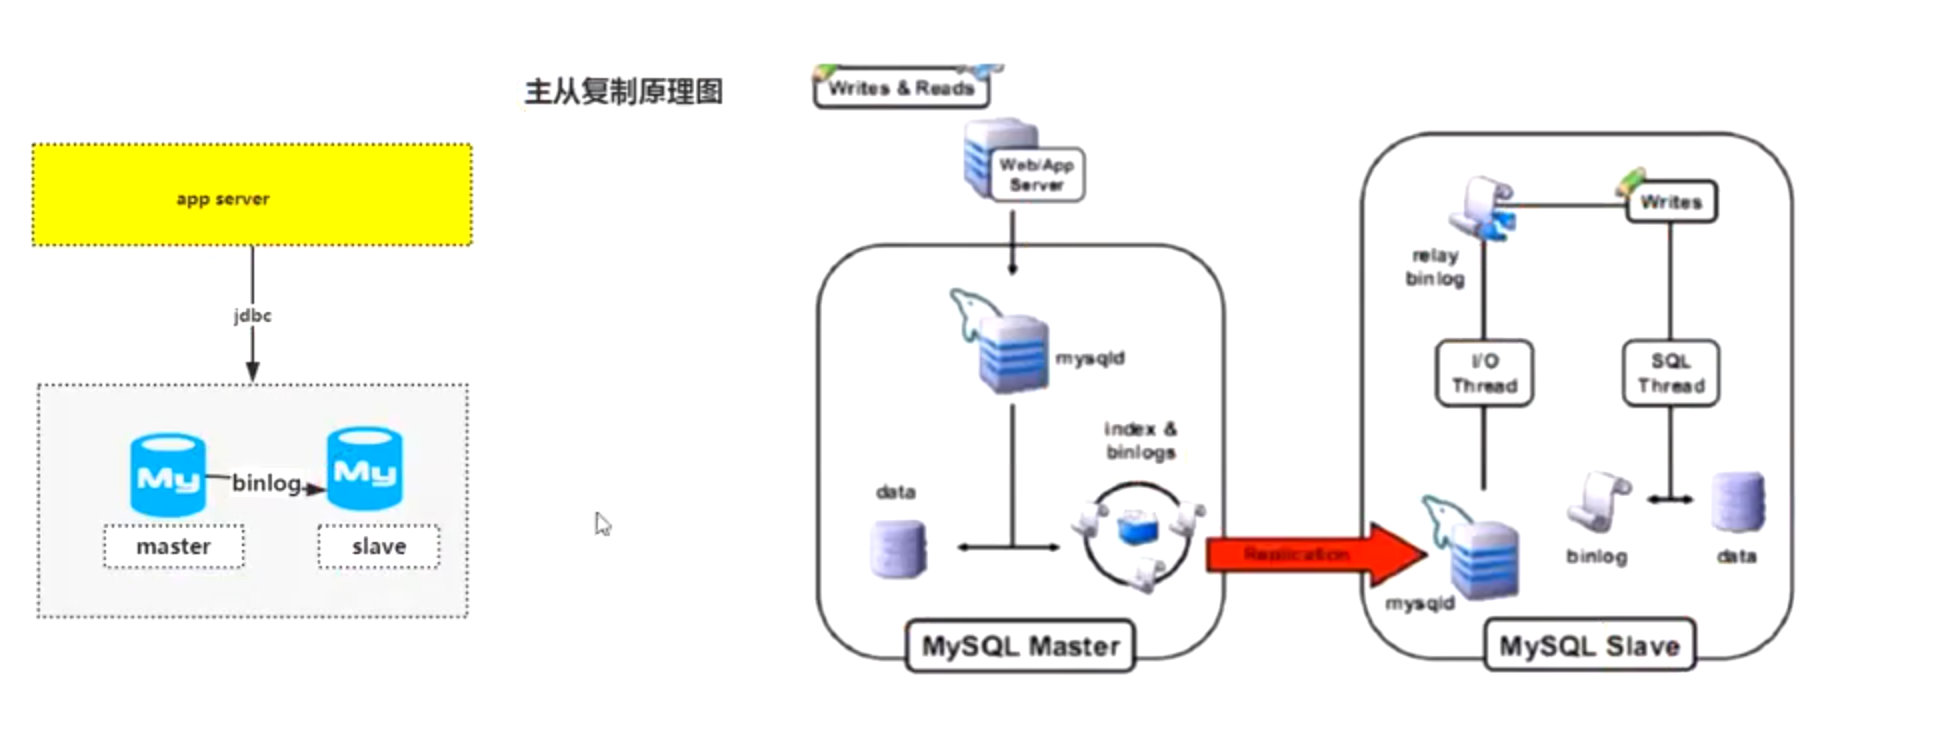 主从复制原理图
app server
jdbc
My
binlog
My
master
slave
Writes & Reads
Web/App
Server
mysqld
index &
binlogs
data
MySQL Master
Replication
relay
binlog
Writes
I/O
Thread
SQL
Thread
mysqld
binlog
data
MySQL Slave